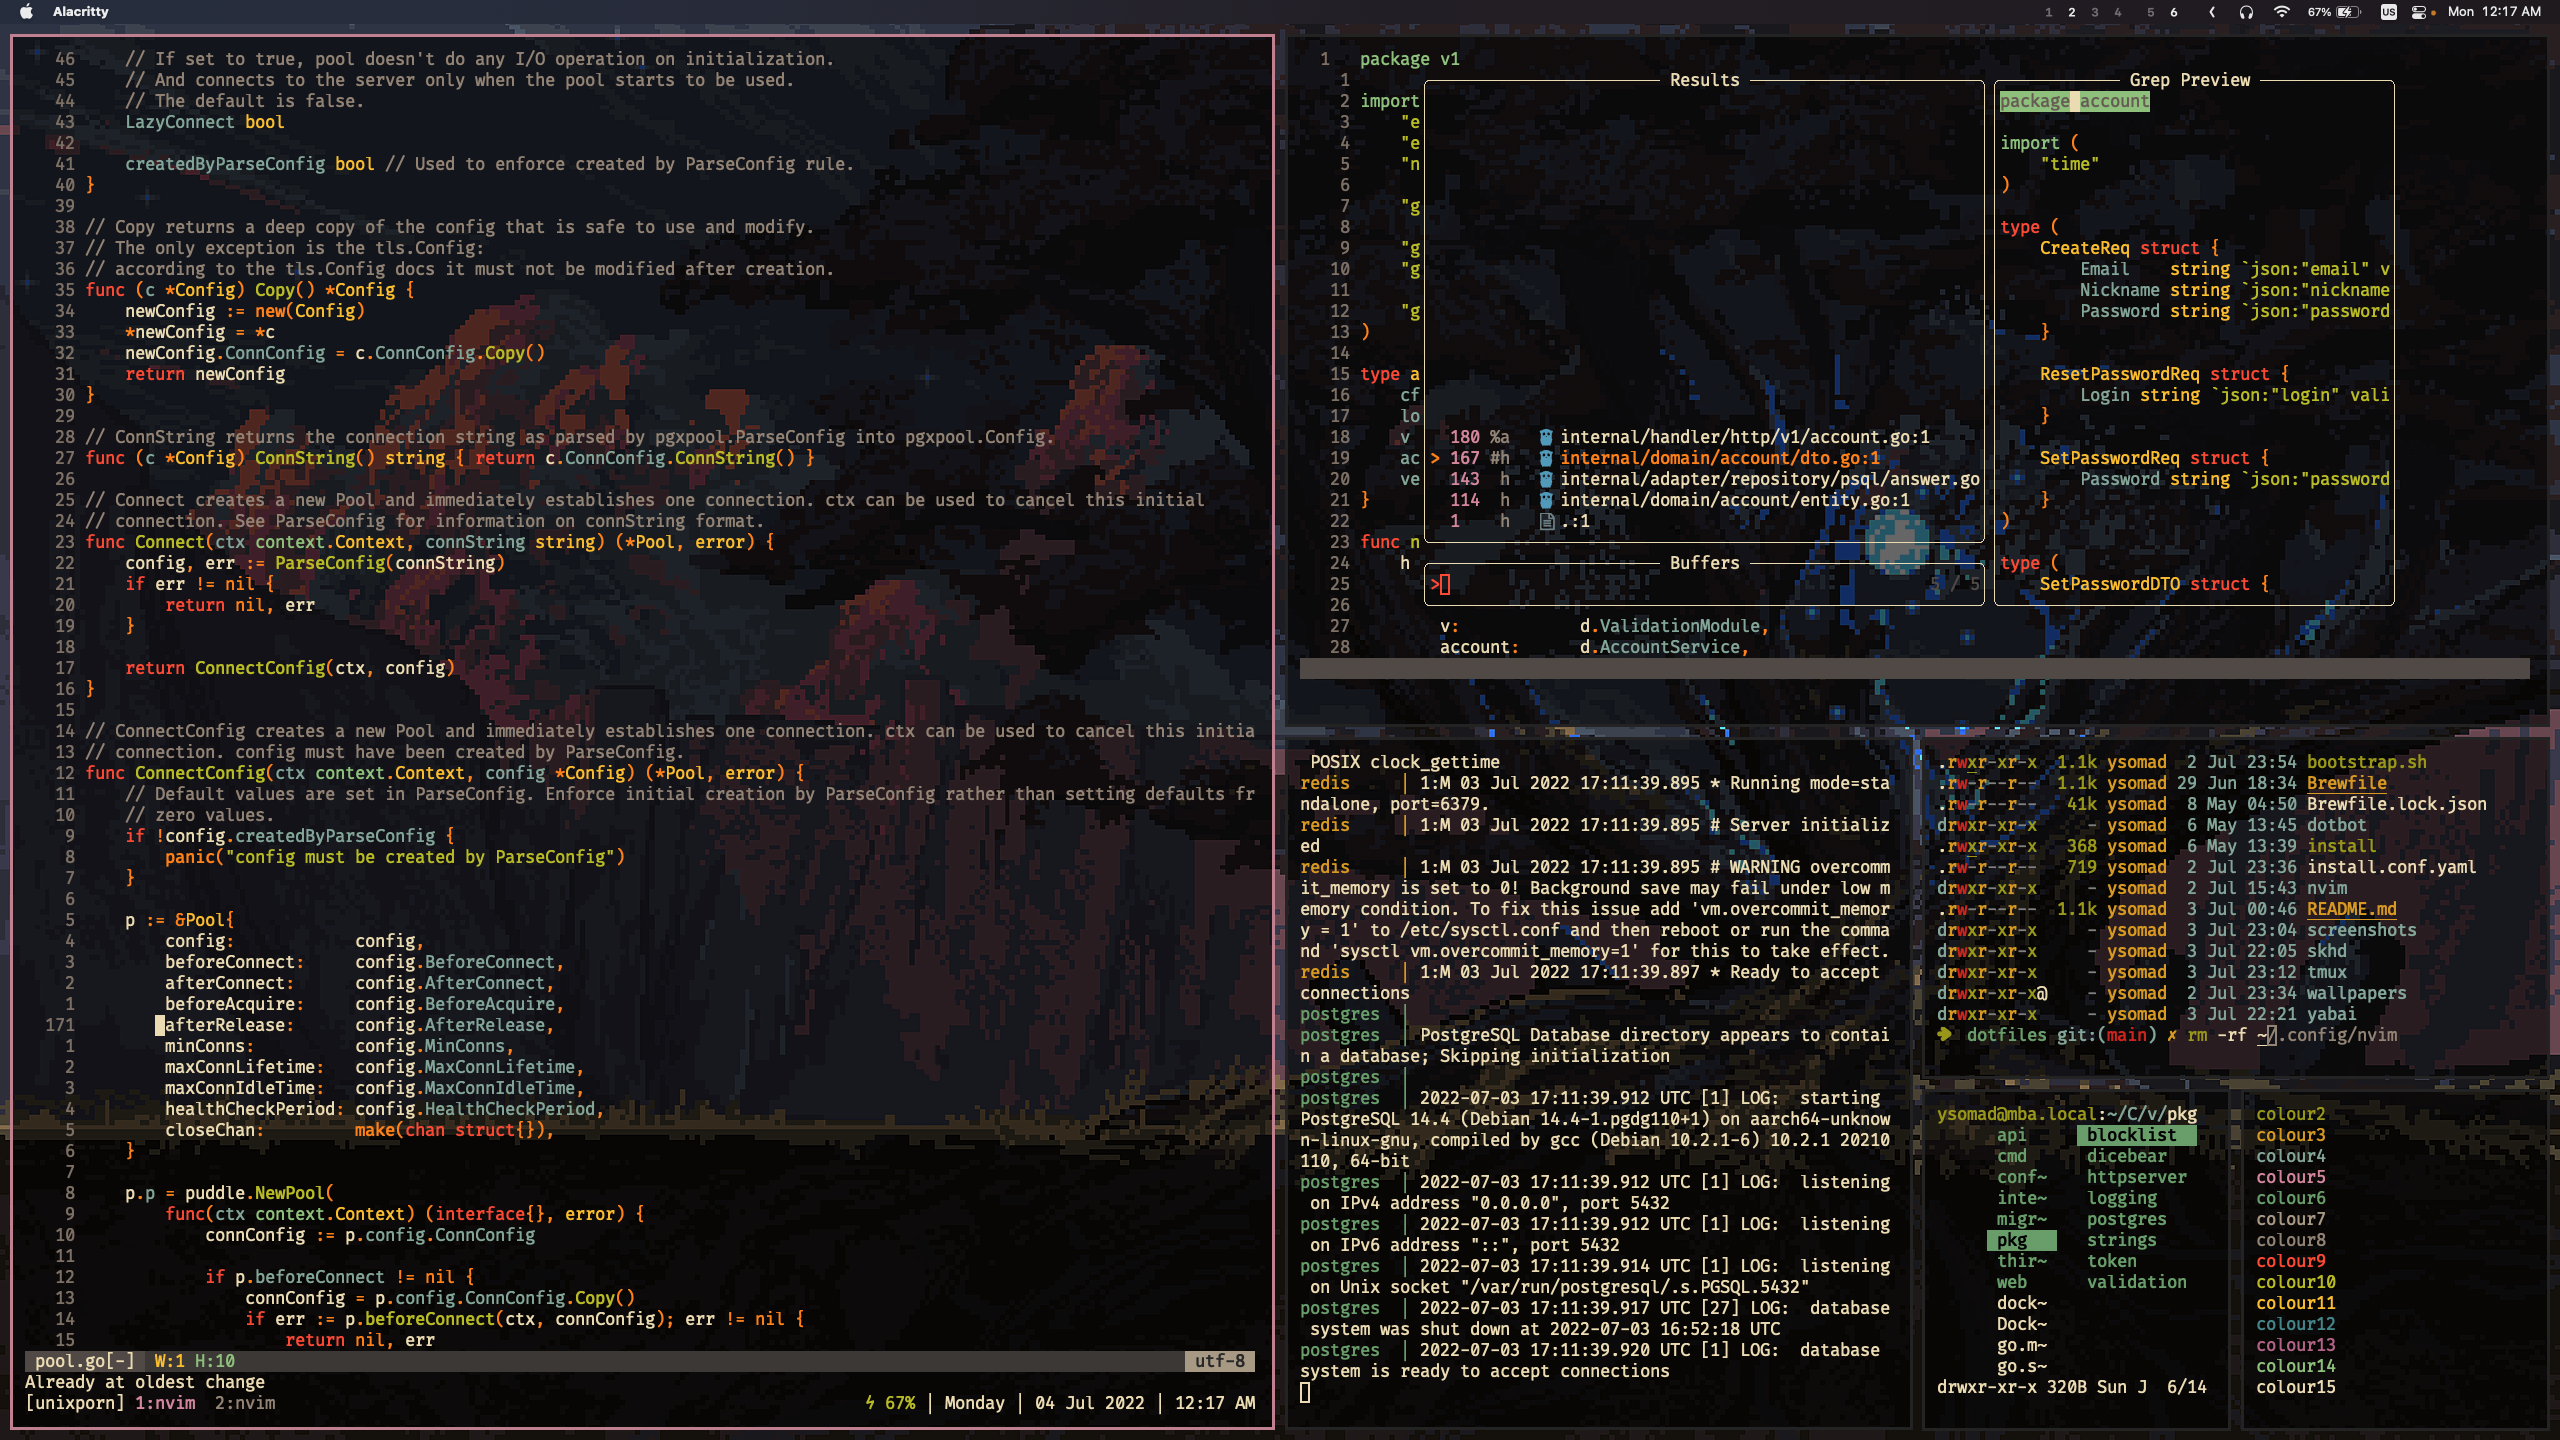 Alacritty
1 2 3 4 5 6 67% US Mon 12:17 AM
46 // If set to true, pool doesn't do any I/O operation on initialization.
45 // And connects to the server only when the pool starts to be used.
44 // The default is false.
43 LazyConnect bool
42
41 createdByParseConfig bool // Used to enforce created by ParseConfig rule.
40 }
39
38 // Copy returns a deep copy of the config that is safe to use and modify.
37 // The only exception is the tls.Config:
36 // according to the tls.Config docs it must not be modified after creation.
35 func (c *Config) Copy() *Config {
34 newConfig := new(Config)
33 *newConfig = *c
32 newConfig.ConnConfig = c.ConnConfig.Copy()
31 return newConfig
30 }
29
28 // ConnString returns the connection string as parsed by pgxpool.ParseConfig into pgxpool.Config.
27 func (c *Config) ConnString() string { return c.ConnConfig.ConnString() }
26
25 // Connect creates a new Pool and immediately establishes one connection. ctx can be used to cancel this initial
24 // connection. See ParseConfig for information on connString format.
23 func Connect(ctx context.Context, connString string) (*Pool, error) {
22 config, err := ParseConfig(connString)
21 if err != nil {
20 return nil, err
19 }
18
17 return ConnectConfig(ctx, config)
16 }
15
14 // ConnectConfig creates a new Pool and immediately establishes one connection. ctx can be used to cancel this initia
13 // connection. config must have been created by ParseConfig.
12 func ConnectConfig(ctx context.Context, config *Config) (*Pool, error) {
11 // Default values are set in ParseConfig. Enforce initial creation by ParseConfig rather than setting defaults fr
10 // zero values.
9 if !config.createdByParseConfig {
8 panic("config must be created by ParseConfig")
7 }
6
5 p := &Pool{
4 config: config,
3 beforeConnect: config.BeforeConnect,
2 afterConnect: config.AfterConnect,
1 beforeAcquire: config.BeforeAcquire,
171 afterRelease: config.AfterRelease,
1 minConns: config.MinConns,
2 maxConnLifetime: config.MaxConnLifetime,
3 maxConnIdleTime: config.MaxConnIdleTime,
4 healthCheckPeriod: config.HealthCheckPeriod,
5 closeChan: make(chan struct{}),
6 }
7
8 p.p = puddle.NewPool(
9 func(ctx context.Context) (interface{}, error) {
10 connConfig := p.config.ConnConfig
11
12 if p.beforeConnect != nil {
13 connConfig = p.config.ConnConfig.Copy()
14 if err := p.beforeConnect(ctx, connConfig); err != nil {
15 return nil, err
pool.go[-] W:1 H:10 utf-8
Already at oldest change
[unixporn] 1:nvim 2:nvim 67% | Monday | 04 Jul 2022 | 12:17 AM
1 package v1
1
2 import
3 "e
4 "e
5 "n
6
7 "g
8
9 "g
10 "g
11
12 "g
13 )
14
15 type a
16 cf
17 lo
18 v
19 ac
20 ve
21 }
22
23 func n
24 h
25
26
27 v: d.ValidationModule,
28 account: d.AccountService,
Results
180 %a internal/handler/http/v1/account.go:1
> 167 #h internal/domain/account/dto.go:1
143 h internal/adapter/repository/psql/answer.go
114 h internal/domain/account/entity.go:1
1 h .:1
Buffers
> 5 / 5
Grep Preview
package account
import (
"time"
)
type (
CreateReq struct {
Email string `json:"email" v
Nickname string `json:"nickname
Password string `json:"password
}
ResetPasswordReq struct {
Login string `json:"login" vali
}
SetPasswordReq struct {
Password string `json:"password
}
)
type (
SetPasswordDTO struct {
POSIX clock_gettime
redis | 1:M 03 Jul 2022 17:11:39.895 * Running mode=sta
ndalone, port=6379.
redis | 1:M 03 Jul 2022 17:11:39.895 # Server initializ
ed
redis | 1:M 03 Jul 2022 17:11:39.895 # WARNING overcomm
it_memory is set to 0! Background save may fail under low m
emory condition. To fix this issue add 'vm.overcommit_memor
y = 1' to /etc/sysctl.conf and then reboot or run the comma
nd 'sysctl vm.overcommit_memory=1' for this to take effect.
redis | 1:M 03 Jul 2022 17:11:39.897 * Ready to accept
connections
postgres |
postgres | PostgreSQL Database directory appears to contai
n a database; Skipping initialization
postgres |
postgres | 2022-07-03 17:11:39.912 UTC [1] LOG: starting
PostgreSQL 14.4 (Debian 14.4-1.pgdg110+1) on aarch64-unknow
n-linux-gnu, compiled by gcc (Debian 10.2.1-6) 10.2.1 20210
110, 64-bit
postgres | 2022-07-03 17:11:39.912 UTC [1] LOG: listening
on IPv4 address "0.0.0.0", port 5432
postgres | 2022-07-03 17:11:39.912 UTC [1] LOG: listening
on IPv6 address "::", port 5432
postgres | 2022-07-03 17:11:39.914 UTC [1] LOG: listening
on Unix socket "/var/run/postgresql/.s.PGSQL.5432"
postgres | 2022-07-03 17:11:39.917 UTC [27] LOG: database
system was shut down at 2022-07-03 16:52:18 UTC
postgres | 2022-07-03 17:11:39.920 UTC [1] LOG: database
system is ready to accept connections
.rwxr-xr-x 1.1k ysomad 2 Jul 23:54 bootstrap.sh
.rw-r--r-- 1.1k ysomad 29 Jun 18:34 Brewfile
.rw-r--r-- 41k ysomad 8 May 04:50 Brewfile.lock.json
drwxr-xr-x - ysomad 6 May 13:45 dotbot
.rwxr-xr-x 368 ysomad 6 May 13:39 install
.rw-r--r-- 719 ysomad 2 Jul 23:36 install.conf.yaml
drwxr-xr-x - ysomad 2 Jul 15:43 nvim
.rw-r--r-- 1.1k ysomad 3 Jul 00:46 README.md
drwxr-xr-x - ysomad 3 Jul 23:04 screenshots
drwxr-xr-x - ysomad 3 Jul 22:05 skhd
drwxr-xr-x - ysomad 3 Jul 23:12 tmux
drwxr-xr-x@ - ysomad 2 Jul 23:34 wallpapers
drwxr-xr-x - ysomad 3 Jul 22:21 yabai
dotfiles git:(main) ✗ rm -rf ~/.config/nvim
ysomad@mba.local:~/C/v/pkg
api blocklist
cmd dicebear
conf~ httpserver
inte~ logging
migr~ postgres
pkg strings
thir~ token
web validation
dock~
Dock~
go.m~
go.s~
drwxr-xr-x 320B Sun J 6/14
colour2
colour3
colour4
colour5
colour6
colour7
colour8
colour9
colour10
colour11
colour12
colour13
colour14
colour15